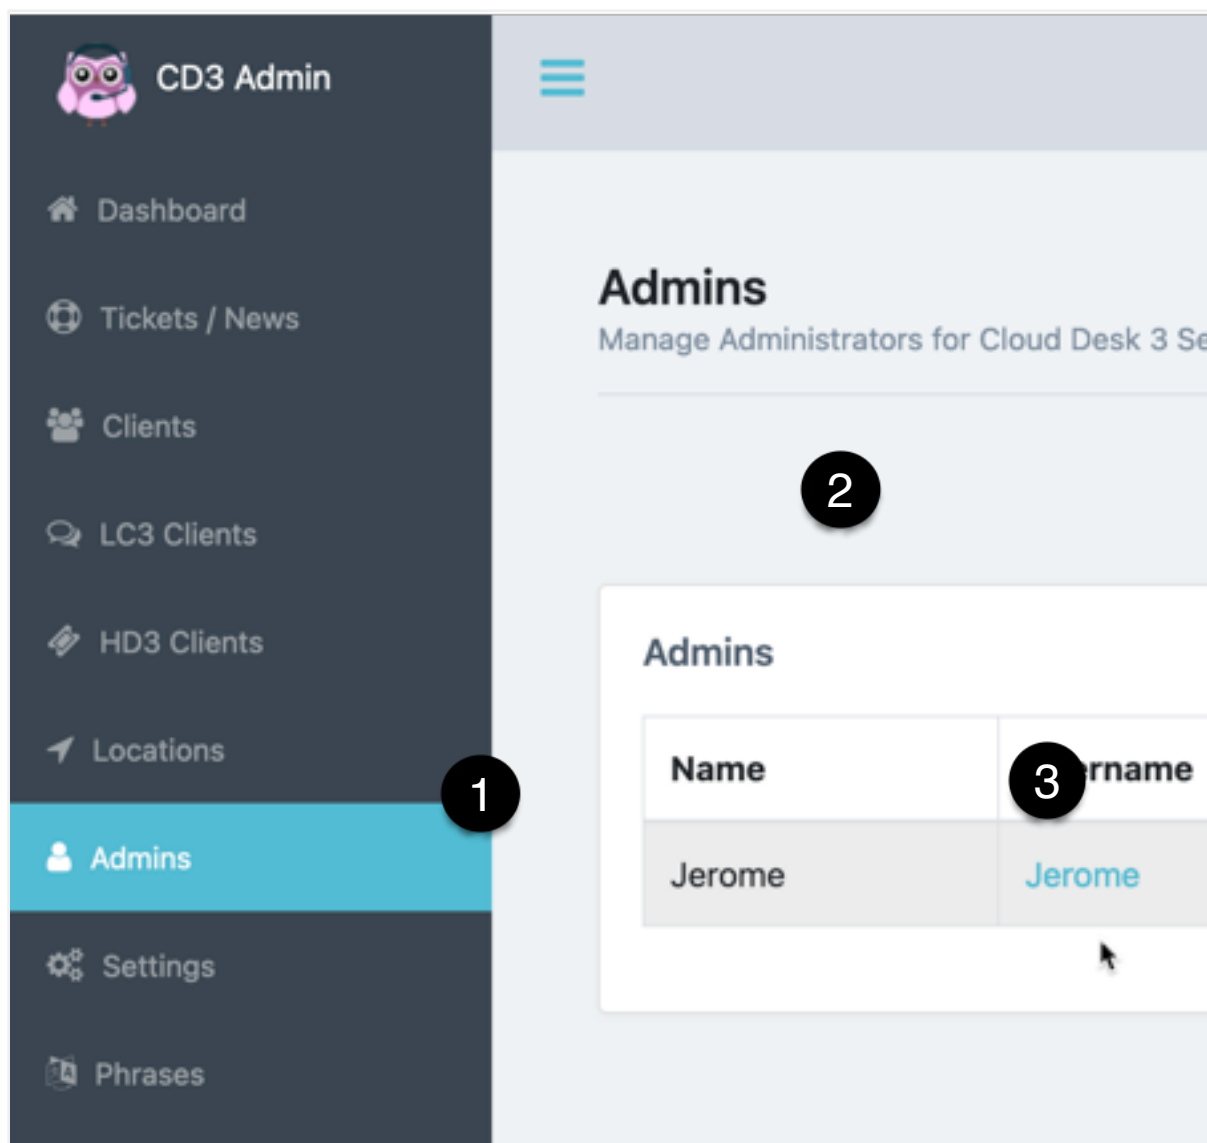 CD3 Admin
Dashboard
Tickets / News
Clients
LC3 Clients
HD3 Clients
Locations
1
Admins
Settings
Phrases
Admins
Manage Administrators for Cloud Desk 3 Se
2
Admins
Name
3
rname
Jerome
Jerome